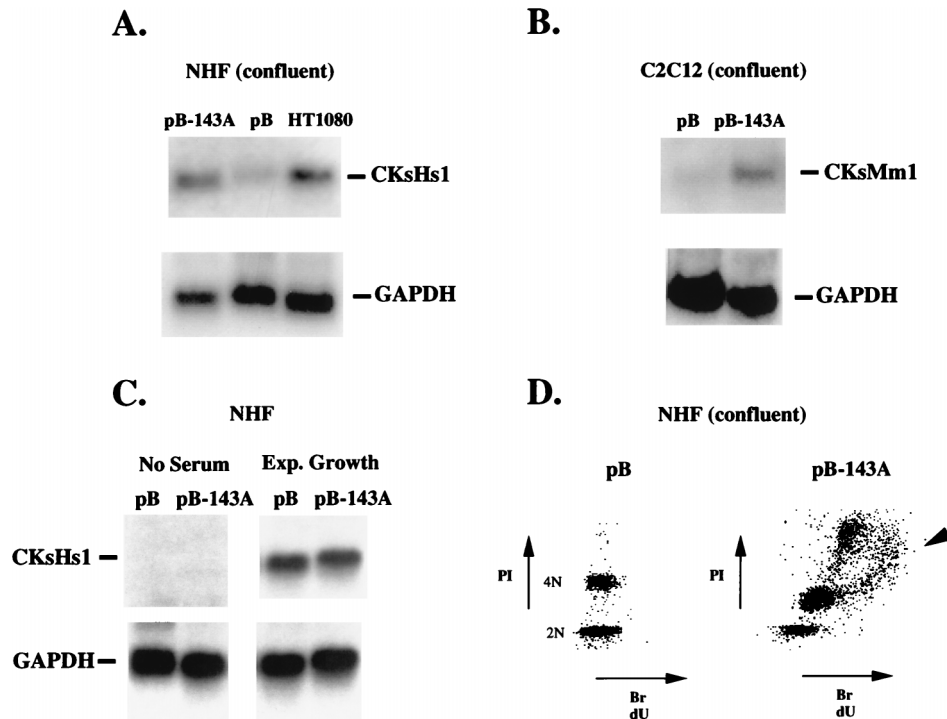 A.
NHF (confluent)
pB-143A pB HT1080
CKsHs1
GAPDH
B.
C2C12 (confluent)
pB pB-143A
CKsMm1
GAPDH
C.
NHF
No Serum Exp. Growth
pB pB-143A pB pB-143A
CKsHs1
GAPDH
D.
NHF (confluent)
pB pB-143A
PI
4N
2N
Br
dU
PI
Br
dU